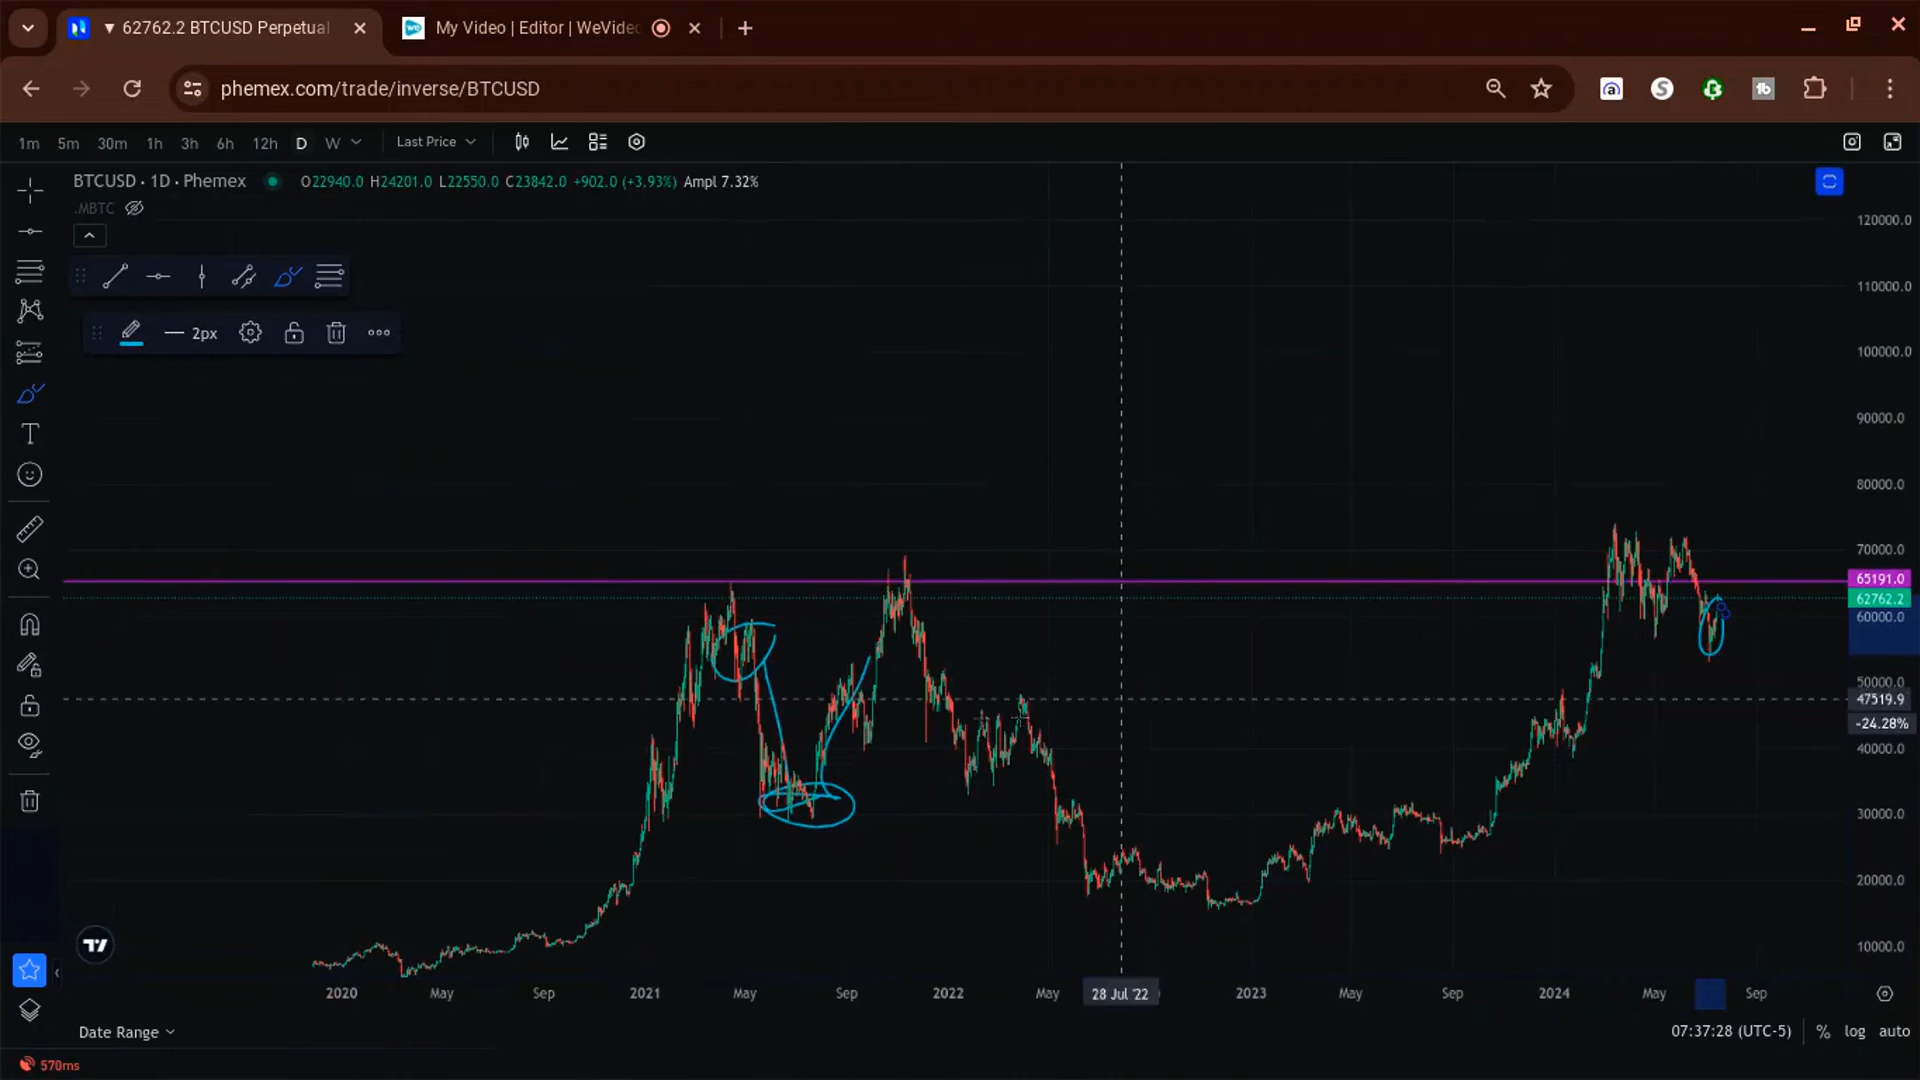 ▼ 62762.2 BTCUSD Perpetual
My Video | Editor | WeVideo
phemex.com/trade/inverse/BTCUSD
1m 5m 30m 1h 3h 6h 12h D W Last Price
BTCUSD · 1D · Phemex O22940.0 H24201.0 L22550.0 C23842.0 +902.0 (+3.93%) Ampl 7.32%
.MBTC
2px
120000.0
110000.0
100000.0
90000.0
80000.0
70000.0
65191.0
62762.2
60000.0
50000.0
47519.9
-24.28%
40000.0
30000.0
20000.0
10000.0
2020 May Sep 2021 May Sep 2022 May 28 Jul '22 2023 May Sep 2024 May Sep
Date Range 07:37:28 (UTC-5) % log auto
570ms